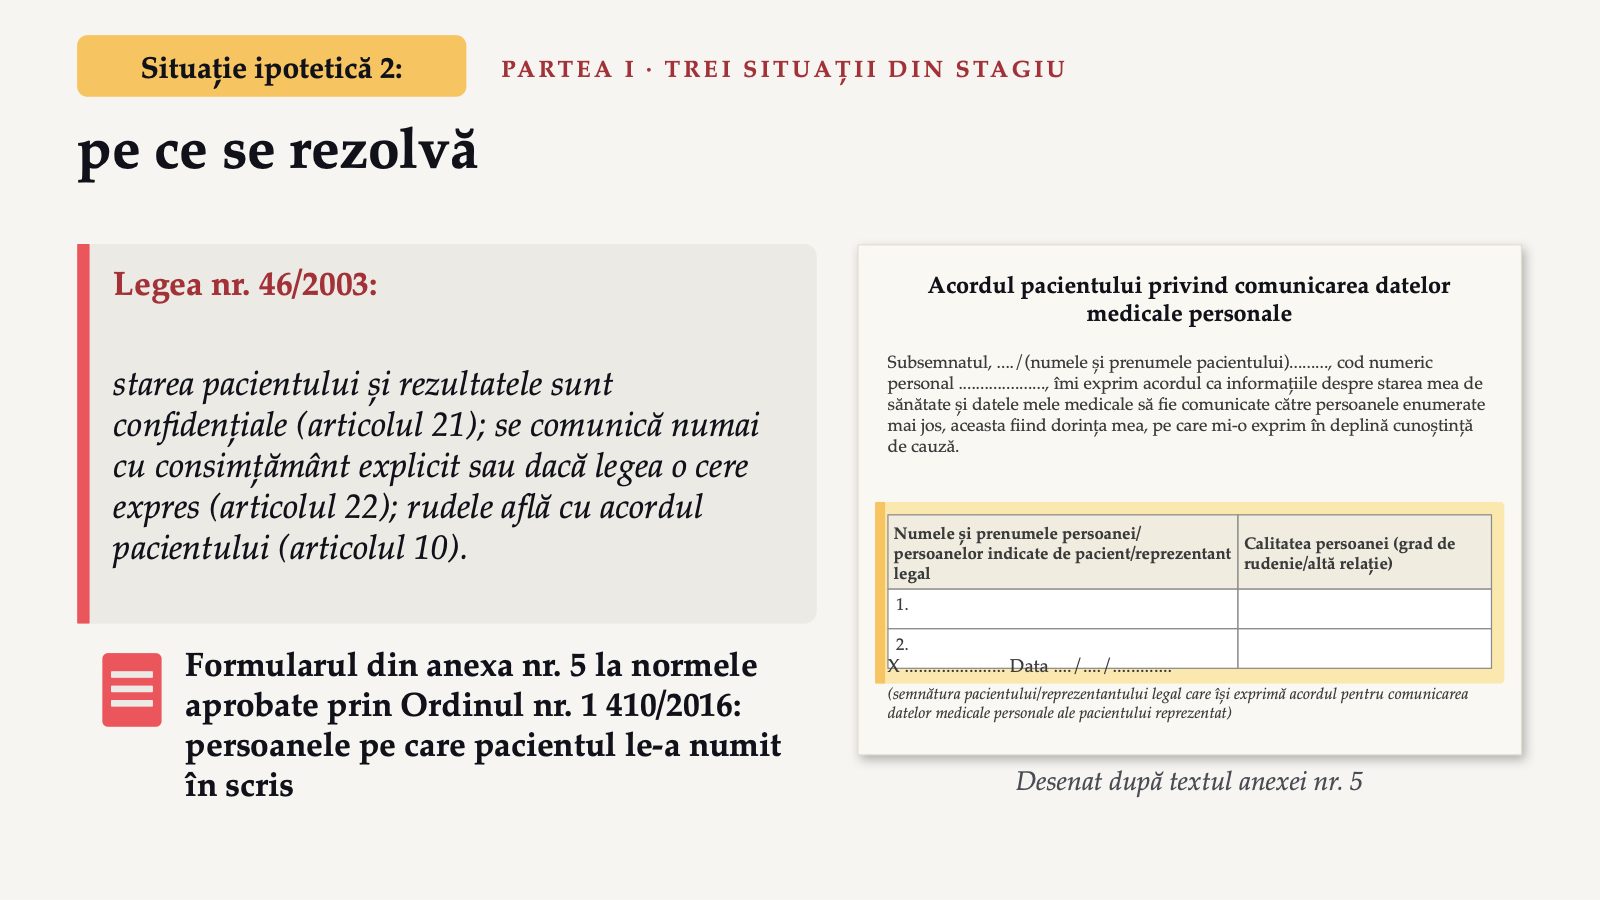 Situație ipotetică 2:
PARTEA I · TREI SITUAȚII DIN STAGIU
pe ce se rezolvă
Legea nr. 46/2003:
starea pacientului și rezultatele sunt
confidențiale (articolul 21); se comunică numai
cu consimțământ explicit sau dacă legea o cere
expres (articolul 22); rudele află cu acordul
pacientului (articolul 10).
Formularul din anexa nr. 5 la normele
aprobate prin Ordinul nr. 1 410/2016:
persoanele pe care pacientul le-a numit
în scris
Acordul pacientului privind comunicarea datelor
medicale personale
Subsemnatul, ..../(numele și prenumele pacientului)........., cod numeric
personal ...................., îmi exprim acordul ca informațiile despre starea mea de
sănătate și datele mele medicale să fie comunicate către persoanele enumerate
mai jos, aceasta fiind dorința mea, pe care mi-o exprim în deplină cunoștință
de cauză.
Numele și prenumele persoanei/
persoanelor indicate de pacient/reprezentant
legal
Calitatea persoanei (grad de
rudenie/altă relație)
1.
2.
X ....................... Data ..../..../.............
(semnătura pacientului/reprezentantului legal care își exprimă acordul pentru comunicarea
datelor medicale personale ale pacientului reprezentat)
Desenat după textul anexei nr. 5